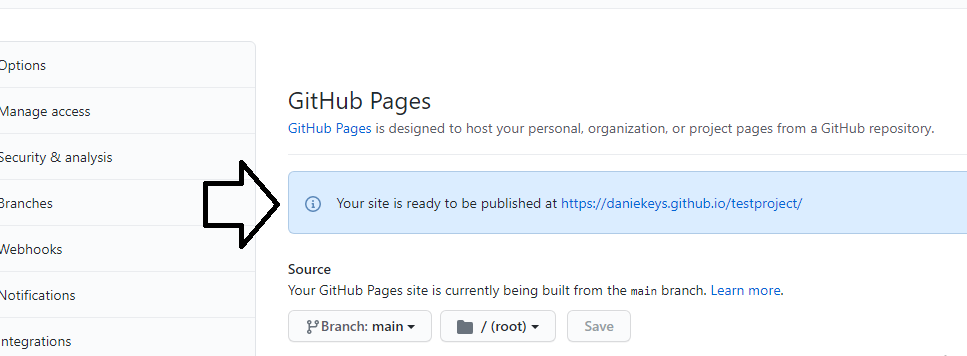 Options
Manage access
Security & analysis
Branches
Webhooks
Notifications
Integrations
GitHub Pages
GitHub Pages is designed to host your personal, organization, or project pages from a GitHub repository.
Your site is ready to be published at https://daniekeys.github.io/testproject/
Source
Your GitHub Pages site is currently being built from the main branch. Learn more.
Branch: main
/ (root)
Save